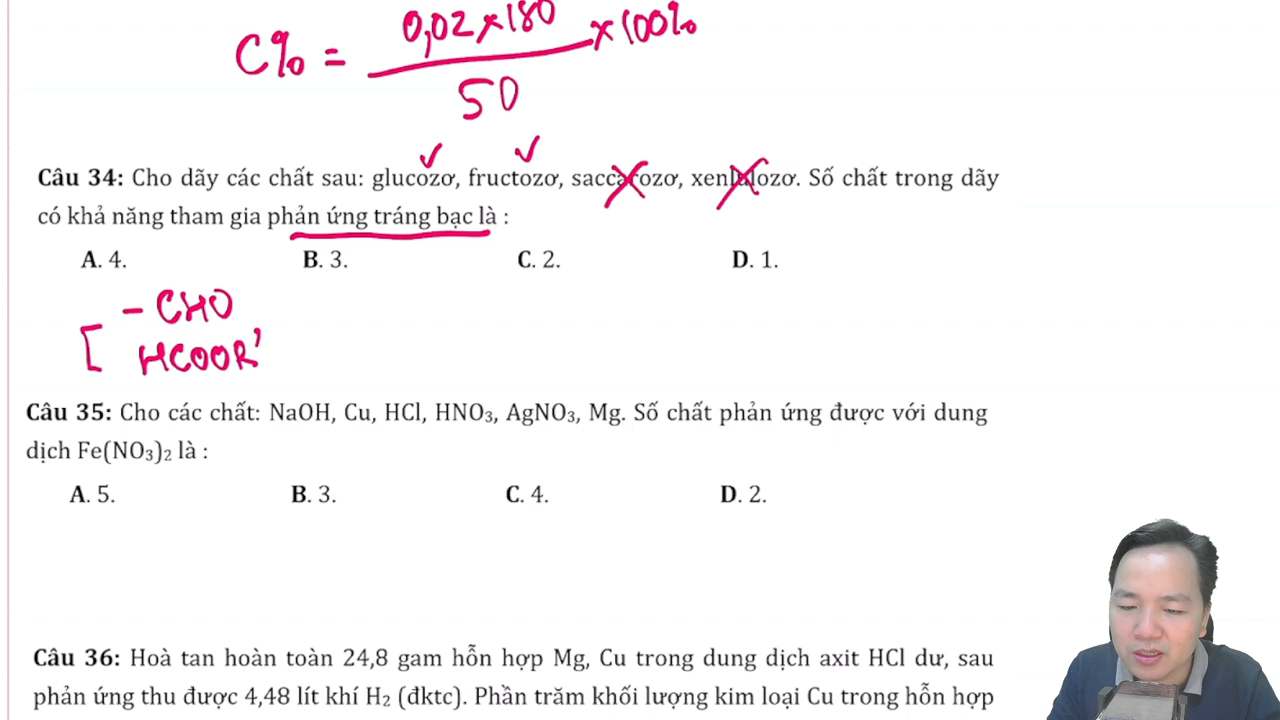 C% = 0,02 x 180 / 50 x 100%
Câu 34: Cho dãy các chất sau: glucozơ, fructozơ, saccarozơ, xenlulozơ. Số chất trong dãy
có khả năng tham gia phản ứng tráng bạc là :
A. 4. B. 3. C. 2. D. 1.
- CHO
[ HCOOR'
Câu 35: Cho các chất: NaOH, Cu, HCl, HNO₃, AgNO₃, Mg. Số chất phản ứng được với dung
dịch Fe(NO₃)₂ là :
A. 5. B. 3. C. 4. D. 2.
Câu 36: Hoà tan hoàn toàn 24,8 gam hỗn hợp Mg, Cu trong dung dịch axit HCl dư, sau
phản ứng thu được 4,48 lít khí H₂ (đktc). Phần trăm khối lượng kim loại Cu trong hỗn hợp